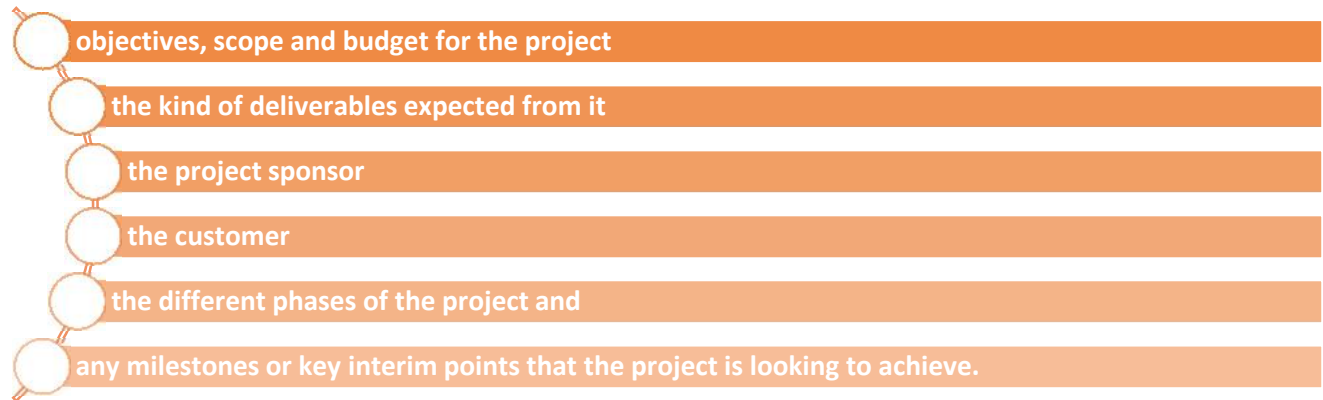 objectives, scope and budget for the project
the kind of deliverables expected from it
the project sponsor
the customer
the different phases of the project and
any milestones or key interim points that the project is looking to achieve.